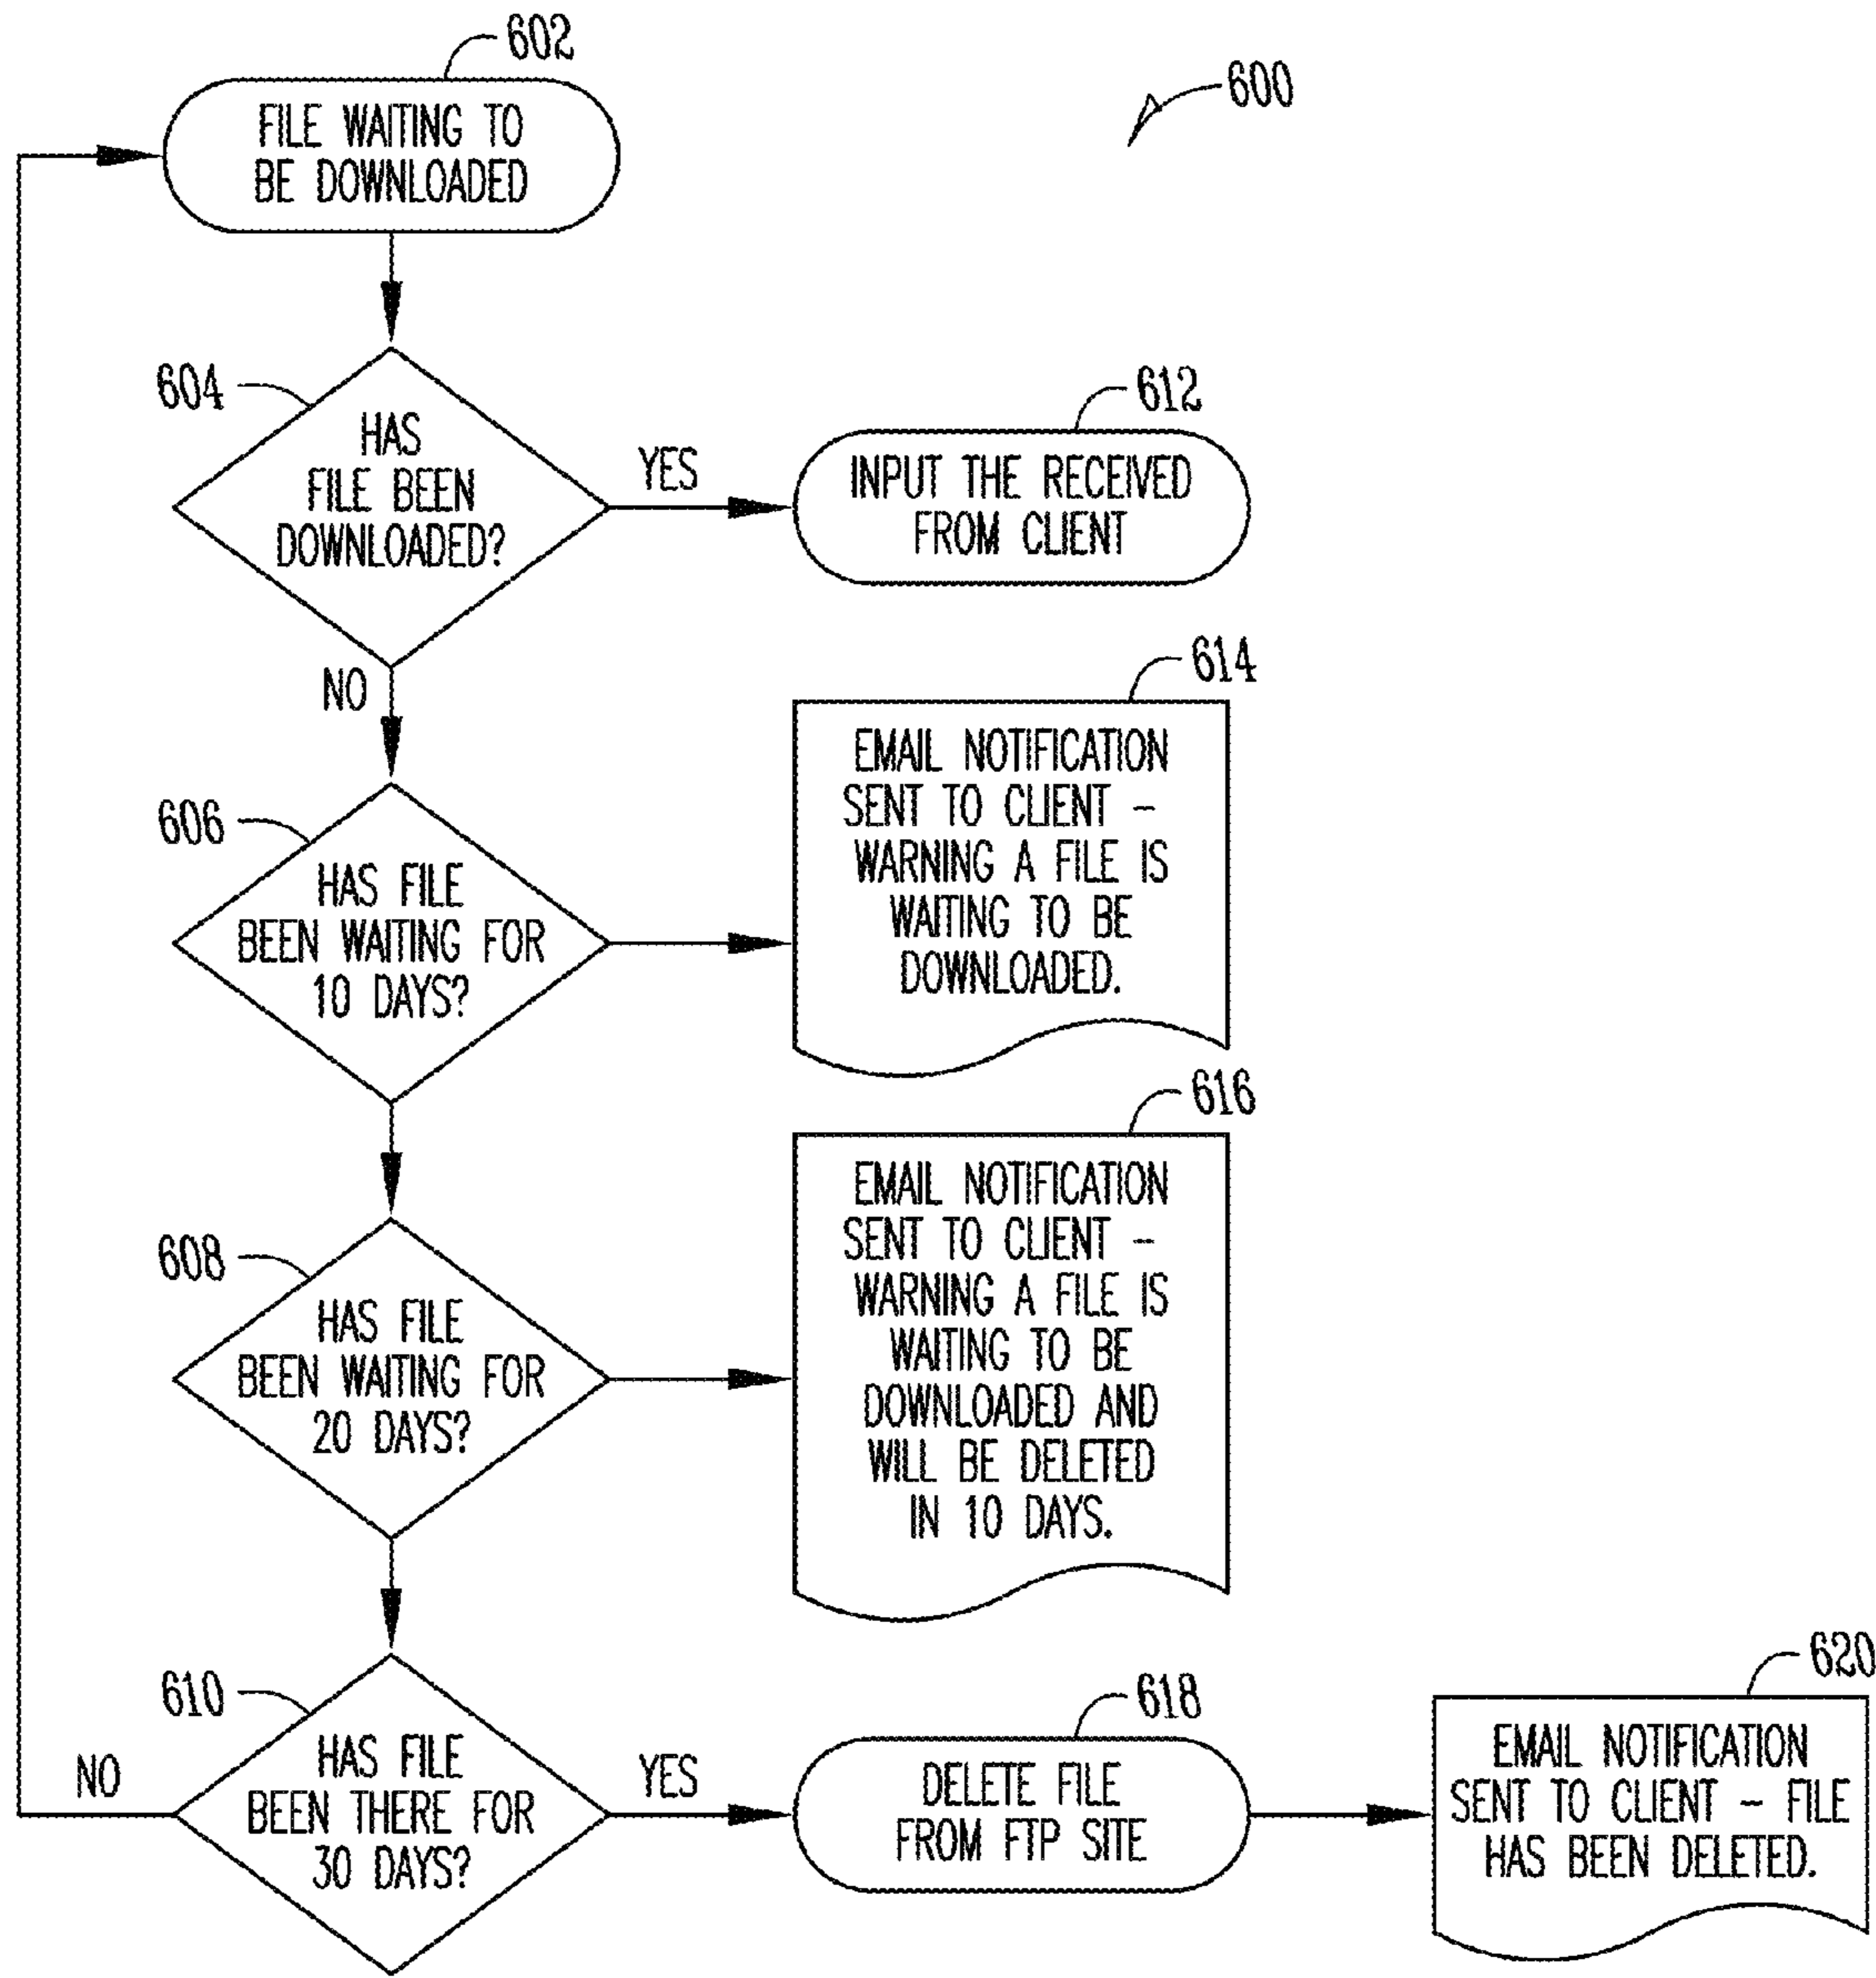 602
600
FILE WAITING TO
BE DOWNLOADED
604
HAS
FILE BEEN
DOWNLOADED?
YES
612
INPUT THE RECEIVED
FROM CLIENT
NO
606
HAS FILE
BEEN WAITING FOR
10 DAYS?
614
EMAIL NOTIFICATION
SENT TO CLIENT –
WARNING A FILE IS
WAITING TO BE
DOWNLOADED.
608
HAS FILE
BEEN WAITING FOR
20 DAYS?
616
EMAIL NOTIFICATION
SENT TO CLIENT –
WARNING A FILE IS
WAITING TO BE
DOWNLOADED AND
WILL BE DELETED
IN 10 DAYS.
610
HAS FILE
BEEN THERE FOR
30 DAYS?
NO
YES
618
DELETE FILE
FROM FTP SITE
620
EMAIL NOTIFICATION
SENT TO CLIENT – FILE
HAS BEEN DELETED.